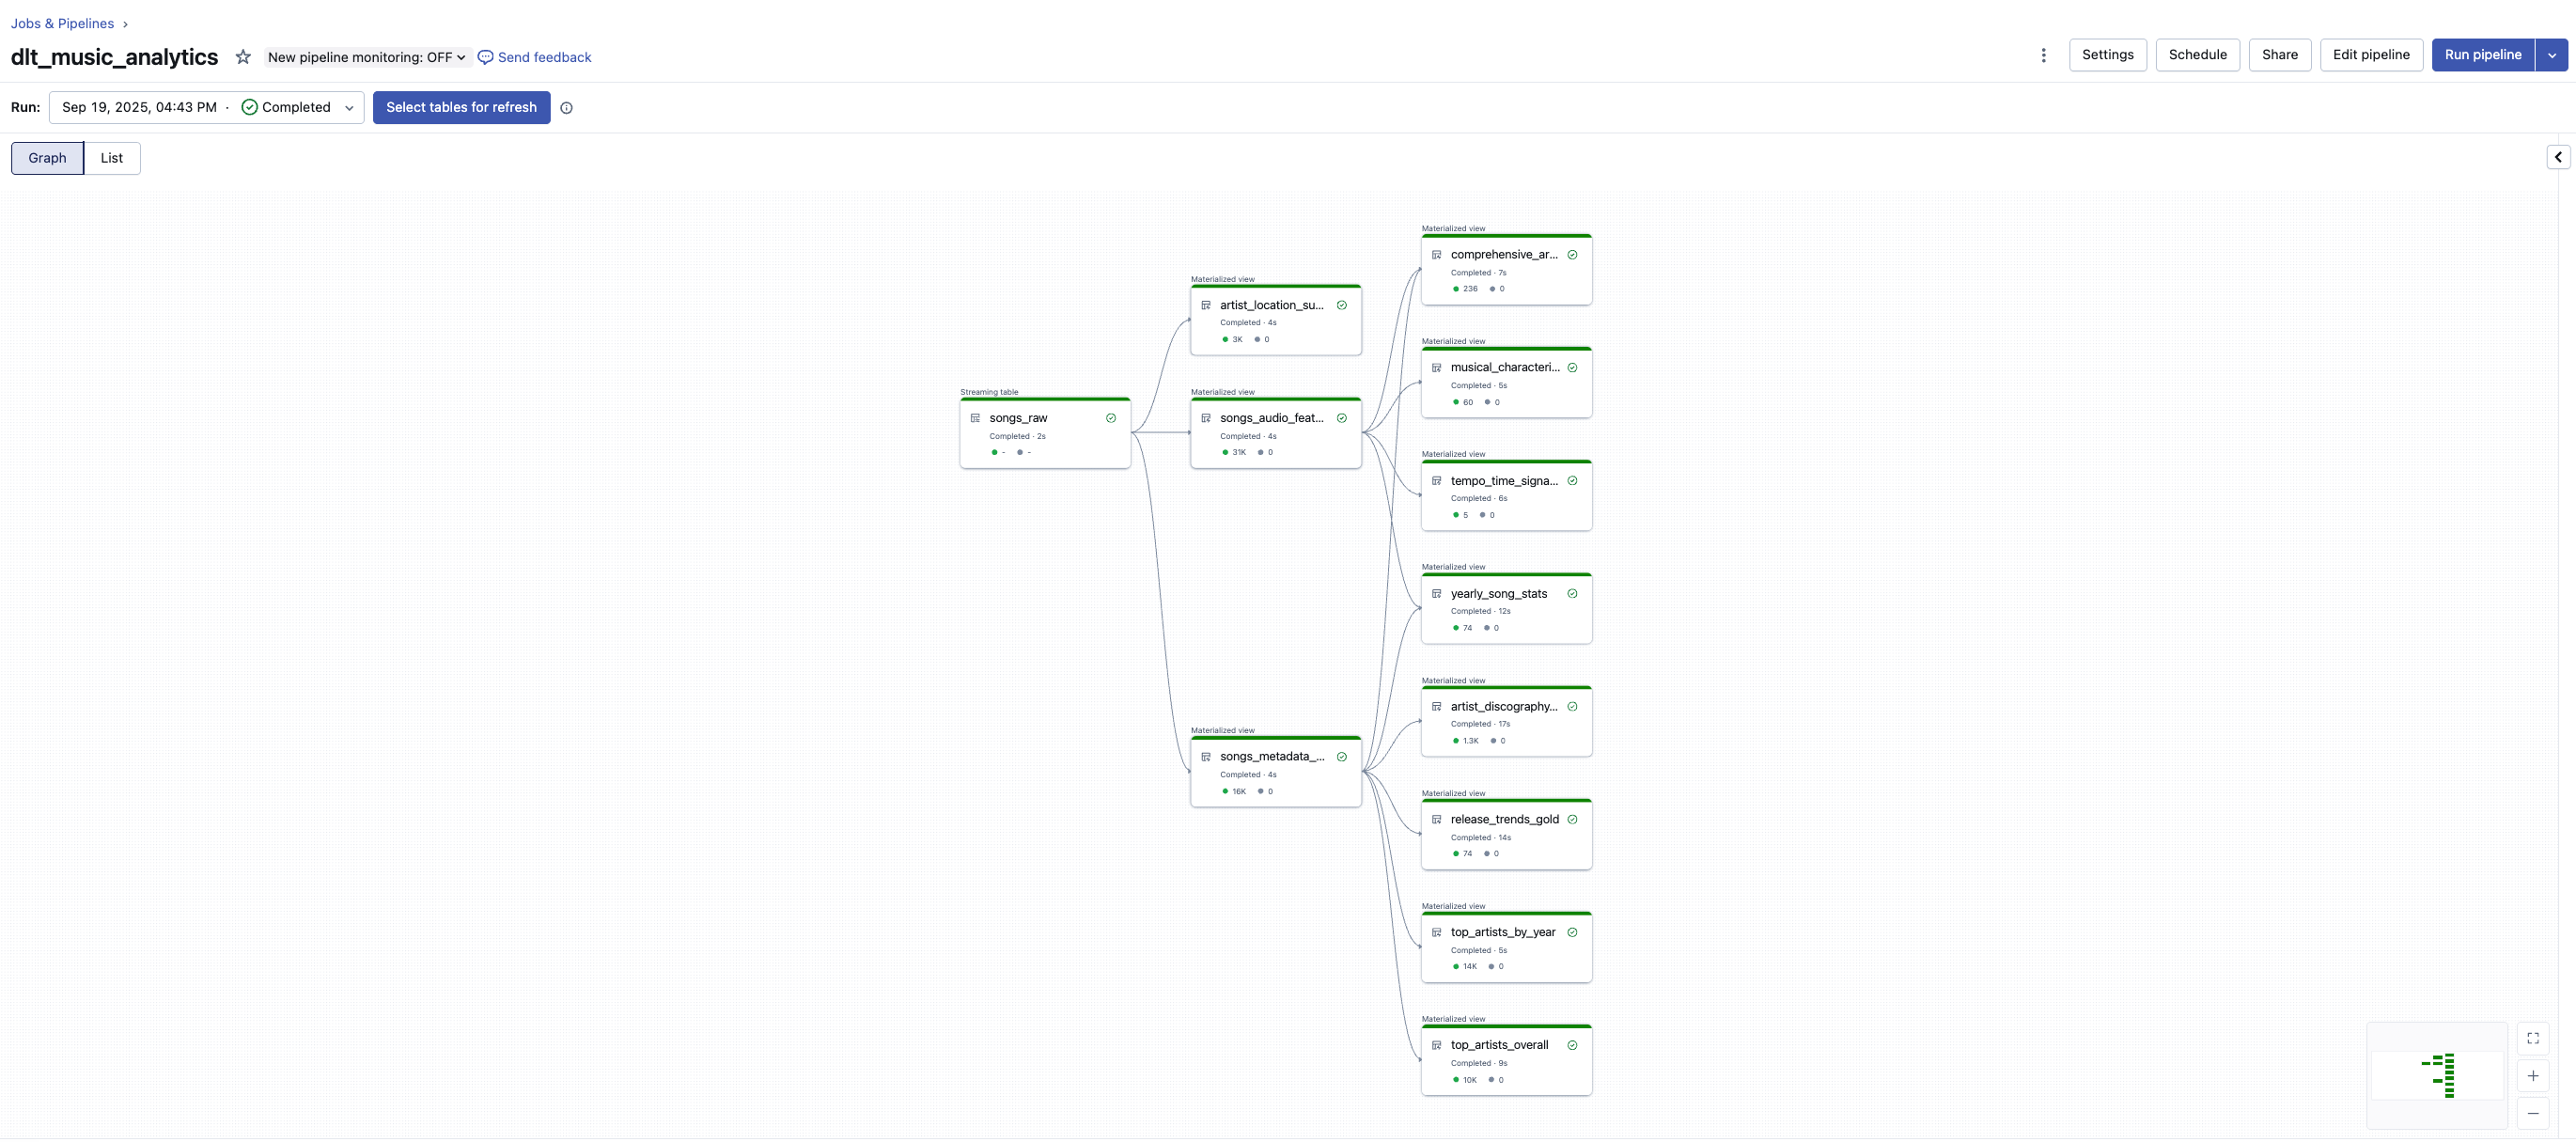 Jobs & Pipelines ›
dlt_music_analytics New pipeline monitoring: OFF Send feedback
Settings Schedule Share Edit pipeline Run pipeline
Run: Sep 19, 2025, 04:43 PM · Completed Select tables for refresh
Graph List
Streaming table
songs_raw
Completed · 2s
- -
Materialized view
artist_location_su...
Completed · 4s
3K 0
Materialized view
songs_audio_feat...
Completed · 4s
31K 0
Materialized view
songs_metadata_...
Completed · 4s
16K 0
Materialized view
comprehensive_ar...
Completed · 7s
236 0
Materialized view
musical_characteri...
Completed · 5s
60 0
Materialized view
tempo_time_signa...
Completed · 6s
5 0
Materialized view
yearly_song_stats
Completed · 12s
74 0
Materialized view
artist_discography...
Completed · 17s
1.3K 0
Materialized view
release_trends_gold
Completed · 14s
74 0
Materialized view
top_artists_by_year
Completed · 5s
14K 0
Materialized view
top_artists_overall
Completed · 9s
10K 0